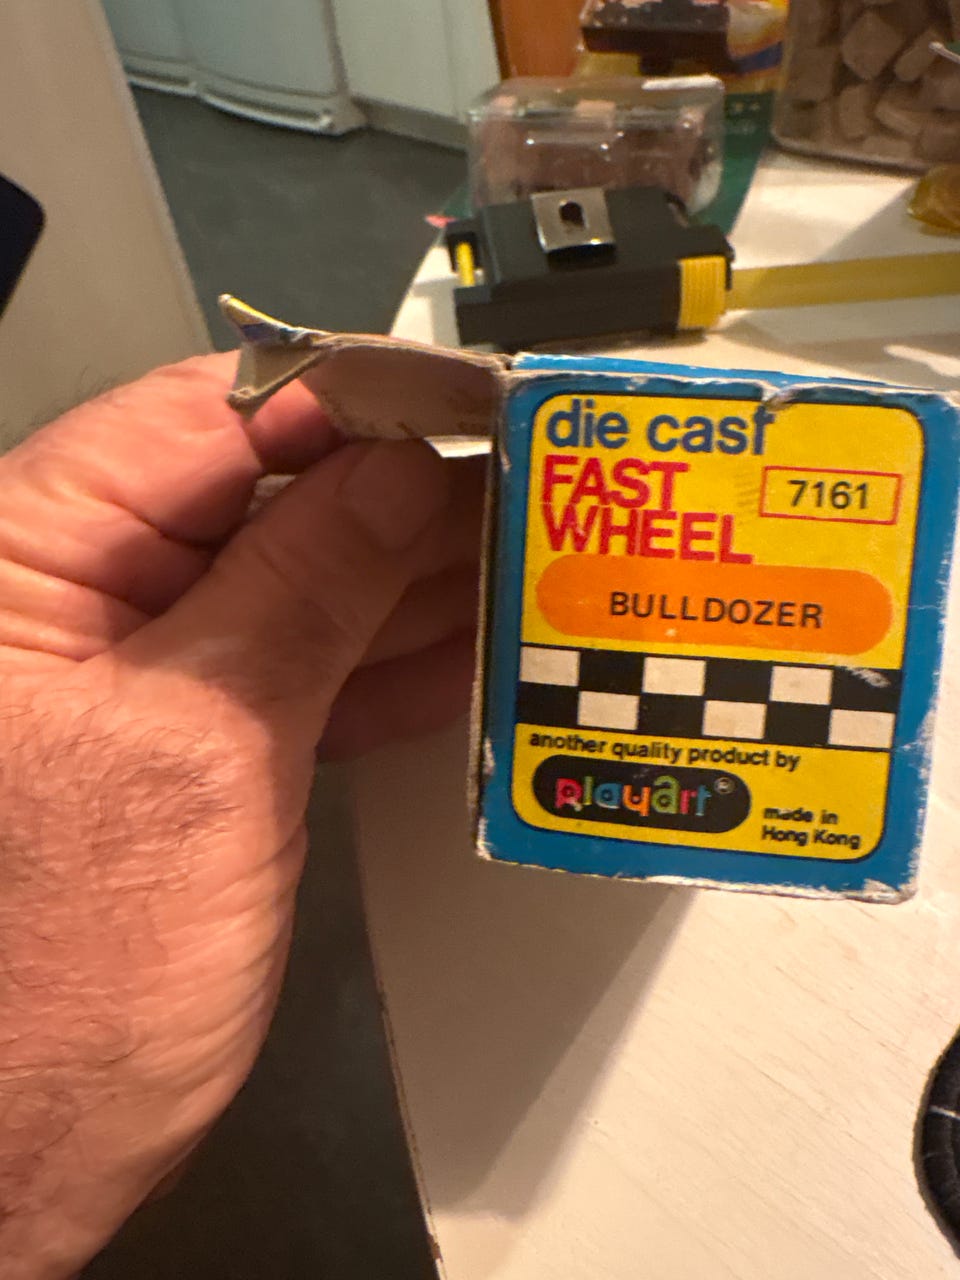 die cast
FAST
WHEEL
7161
BULLDOZER
another quality product by
playart®
made in
Hong Kong